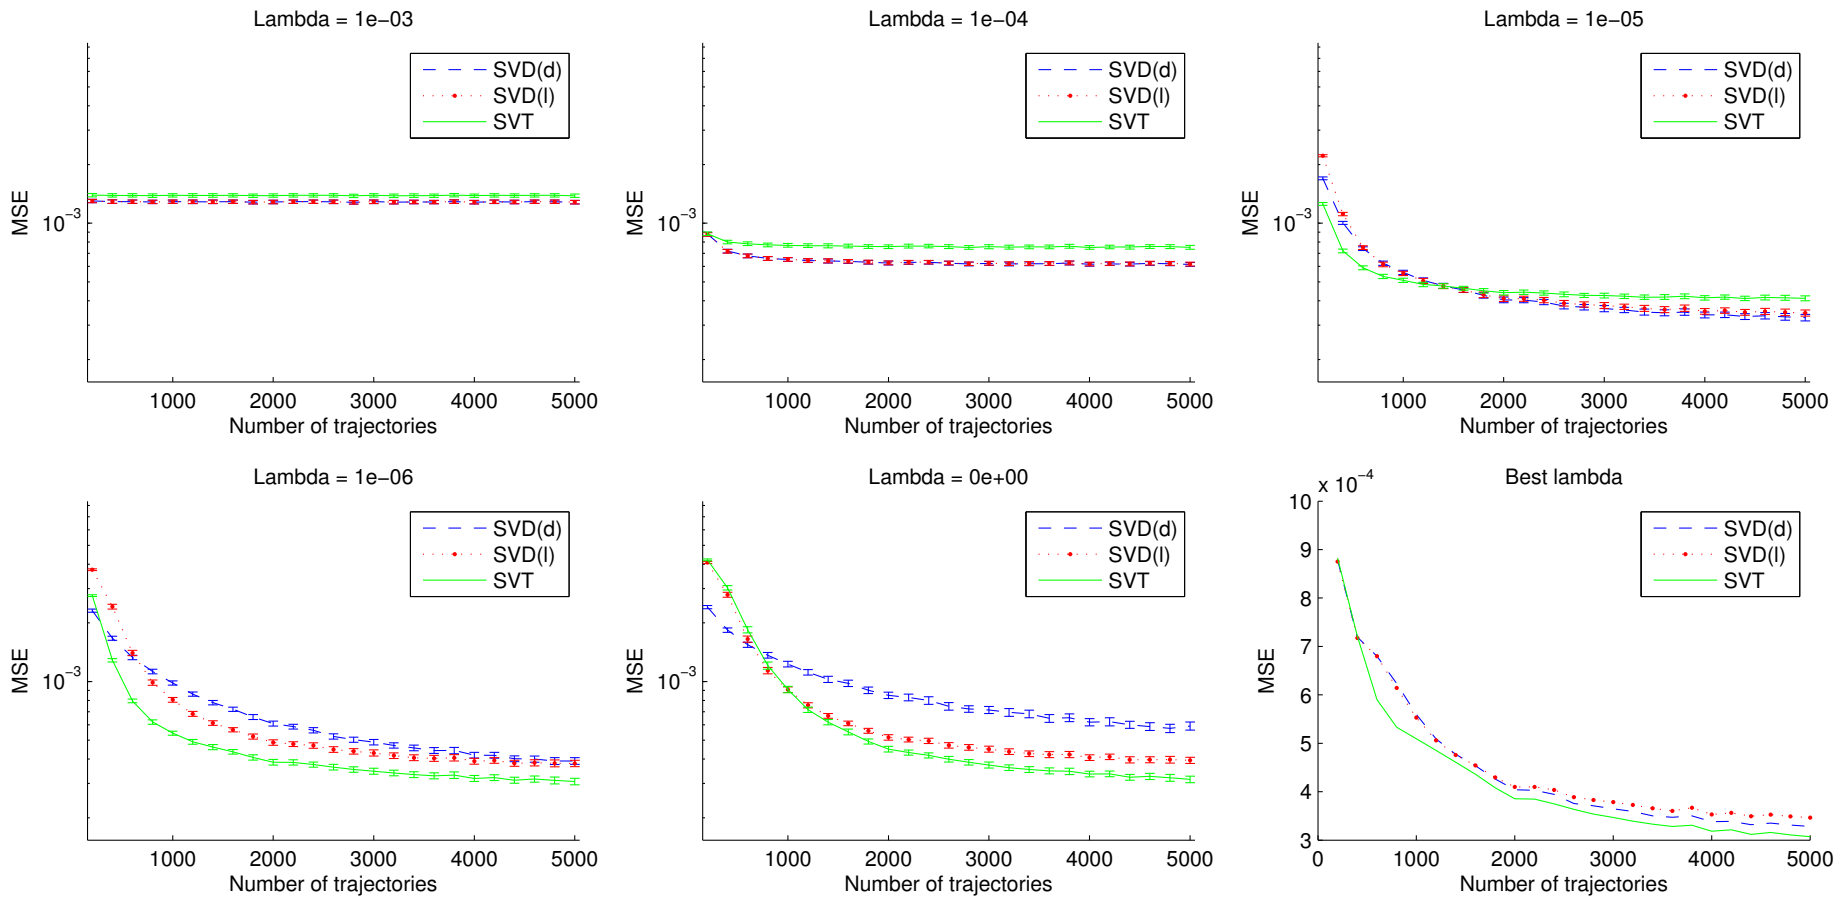 Lambda = 1e−03
SVD(d)
SVD(l)
SVT
10−3
MSE
1000 2000 3000 4000 5000
Number of trajectories
Lambda = 1e−04
SVD(d)
SVD(l)
SVT
10−3
MSE
1000 2000 3000 4000 5000
Number of trajectories
Lambda = 1e−05
SVD(d)
SVD(l)
SVT
10−3
MSE
1000 2000 3000 4000 5000
Number of trajectories
Lambda = 1e−06
SVD(d)
SVD(l)
SVT
10−3
MSE
1000 2000 3000 4000 5000
Number of trajectories
Lambda = 0e+00
SVD(d)
SVD(l)
SVT
10−3
MSE
1000 2000 3000 4000 5000
Number of trajectories
Best lambda
x 10−4
SVD(d)
SVD(l)
SVT
10
9
8
7
6
5
4
3
MSE
0 1000 2000 3000 4000 5000
Number of trajectories